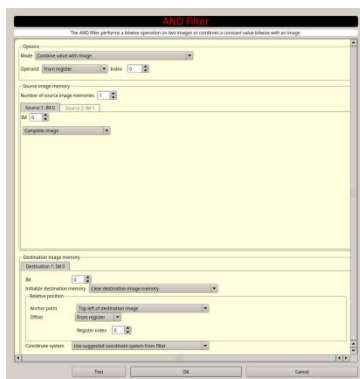 AND Filter
The AND filter performs a bitwise operation on two images or combines a constant value bitwise with an image.
Options
Mode Combine value with image
Operand From register Index 0
Source image memory
Number of source image memories 1
Source 1: IM 0 Source 2: IM 1
IM 0
Complete image
Destination image memory
Destination 1: IM 0
IM 0
Initialize destination memory Clear destination image memory
Relative position
Anchor point Top left of destination image
Offset From register
Register index 0
Coordinate system Use suggested coordinate system from filter
Test OK Cancel